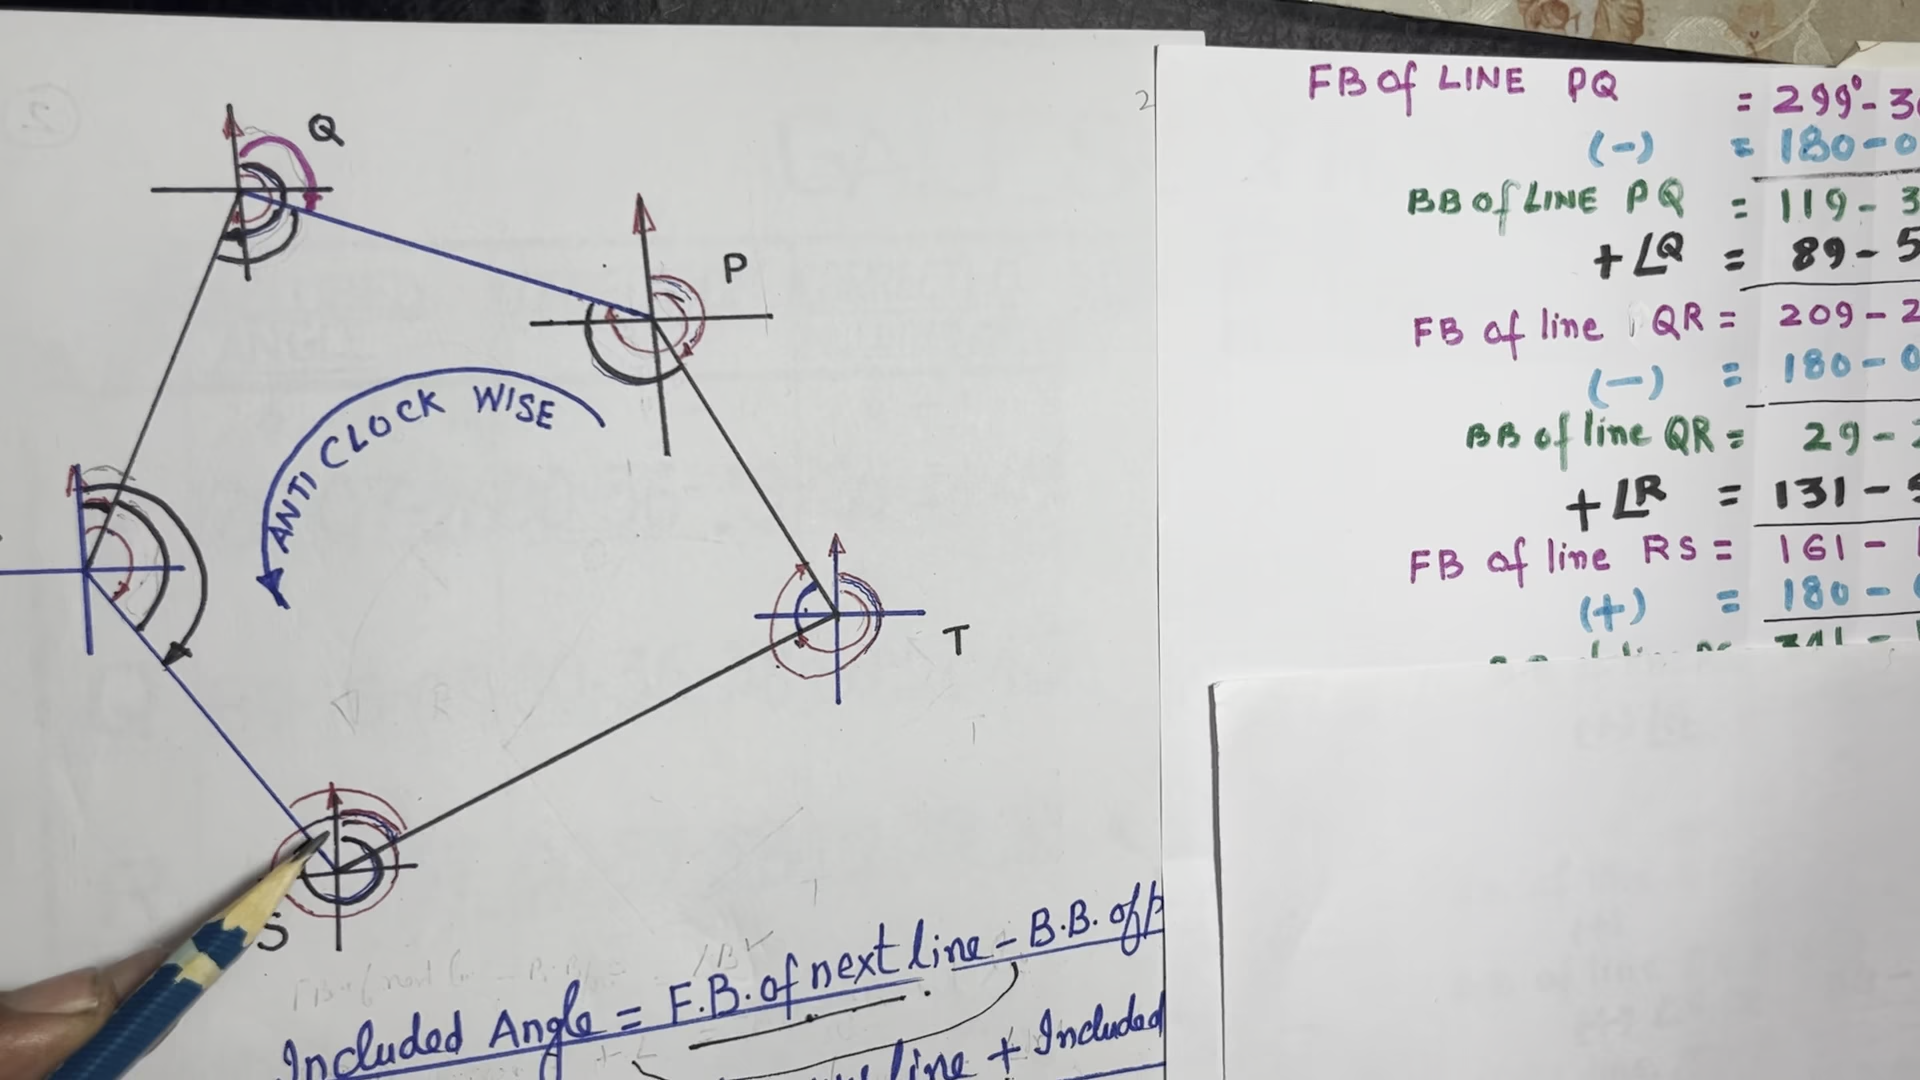 Q
P
ANTI CLOCK WISE
T
S
Included Angle = F.B. of next line - B.B. of p
line + Included
2
FB of LINE PQ = 299° - 3
(-) = 180 - 0
BB of LINE PQ = 119 - 3
+ ∠Q = 89 - 5
FB of line QR = 209 - 2
(-) = 180 - 0
BB of line QR = 29 -
+ ∠R = 131 -
FB of line RS = 161 -
(+) = 180 -